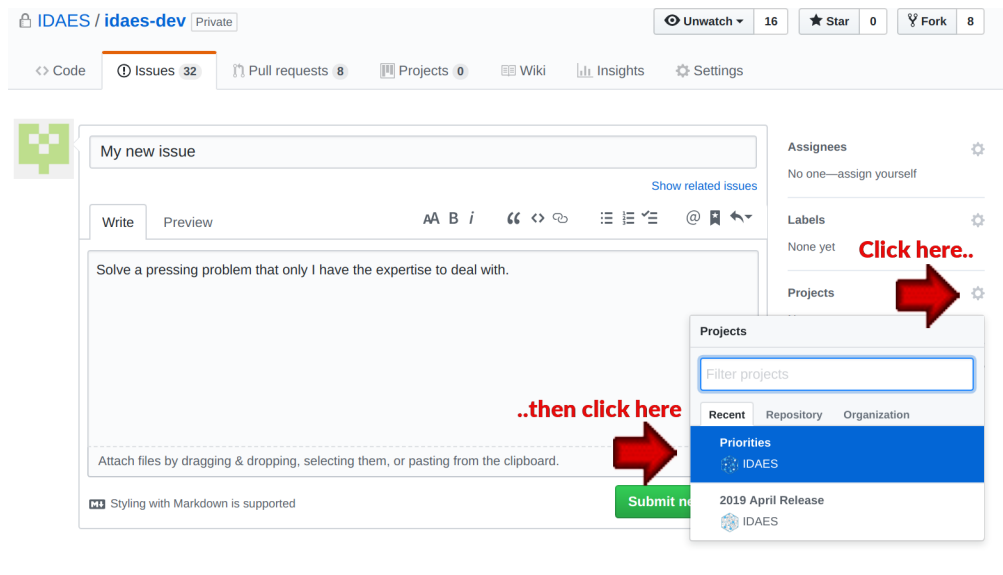 IDAES / idaes-dev Private Unwatch 16 Star 0 Fork 8
Code Issues 32 Pull requests 8 Projects 0 Wiki Insights Settings
My new issue
Show related issues
Write Preview AA B i
Solve a pressing problem that only I have the expertise to deal with.
Attach files by dragging & dropping, selecting them, or pasting from the clipboard.
Styling with Markdown is supported
Submit ne
Assignees
No one—assign yourself
Labels
None yet
Click here..
Projects
Projects
Filter projects
..then click here
Recent Repository Organization
Priorities
IDAES
2019 April Release
IDAES